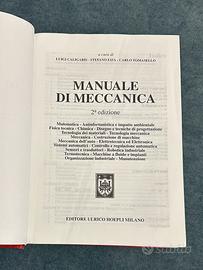 a cura di
LUIGI CALIGARIS - STEFANO FAVA - CARLO TOMASELLO
MANUALE
DI MECCANICA
2ª edizione
Matematica - Antinfortunistica e impatto ambientale
Fisica tecnica - Chimica - Disegno e tecniche di progettazione
Tecnologia dei materiali - Tecnologia meccanica
Meccanica - Costruzione di macchine
Meccanica dell'auto - Elettrotecnica ed Elettronica
Sistemi automatici - Controllo e regolazione automatica
Sensori e trasduttori - Robotica industriale
Termotecnica - Macchine a fluido e impianti
Organizzazione industriale - Manutenzione
EDITORE ULRICO HOEPLI MILANO
subito